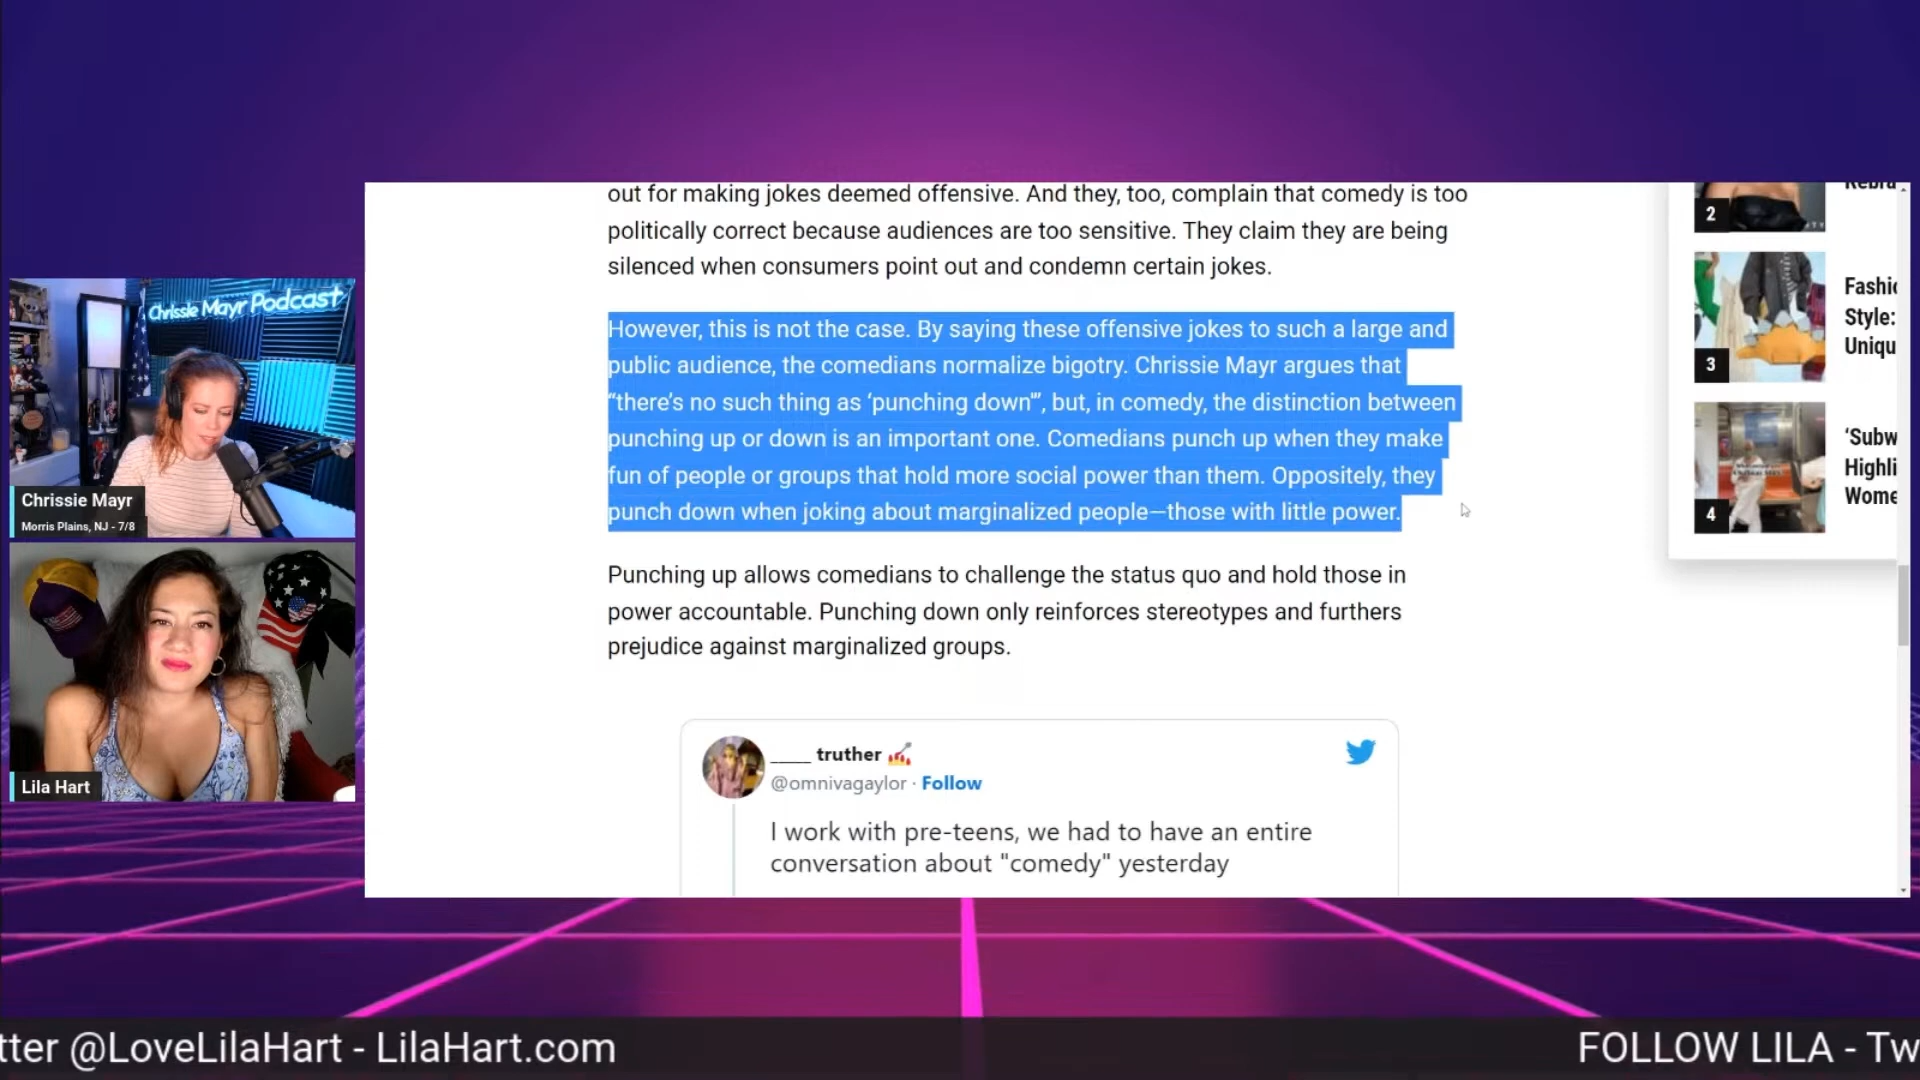 out for making jokes deemed offensive. And they, too, complain that comedy is too
politically correct because audiences are too sensitive. They claim they are being
silenced when consumers point out and condemn certain jokes.
However, this is not the case. By saying these offensive jokes to such a large and
public audience, the comedians normalize bigotry. Chrissie Mayr argues that
“there’s no such thing as ‘punching down’”, but, in comedy, the distinction between
punching up or down is an important one. Comedians punch up when they make
fun of people or groups that hold more social power than them. Oppositely, they
punch down when joking about marginalized people—those with little power.
Punching up allows comedians to challenge the status quo and hold those in
power accountable. Punching down only reinforces stereotypes and furthers
prejudice against marginalized groups.
____ truther
@omnivagaylor · Follow
I work with pre-teens, we had to have an entire
conversation about "comedy" yesterday
2
Fashio
Style:
Uniqu
3
‘Subw
Highli
Wome
4
Chrissie Mayr Podcast
Chrissie Mayr
Morris Plains, NJ - 7/8
Lila Hart
tter @LoveLilaHart - LilaHart.com
FOLLOW LILA - Tw